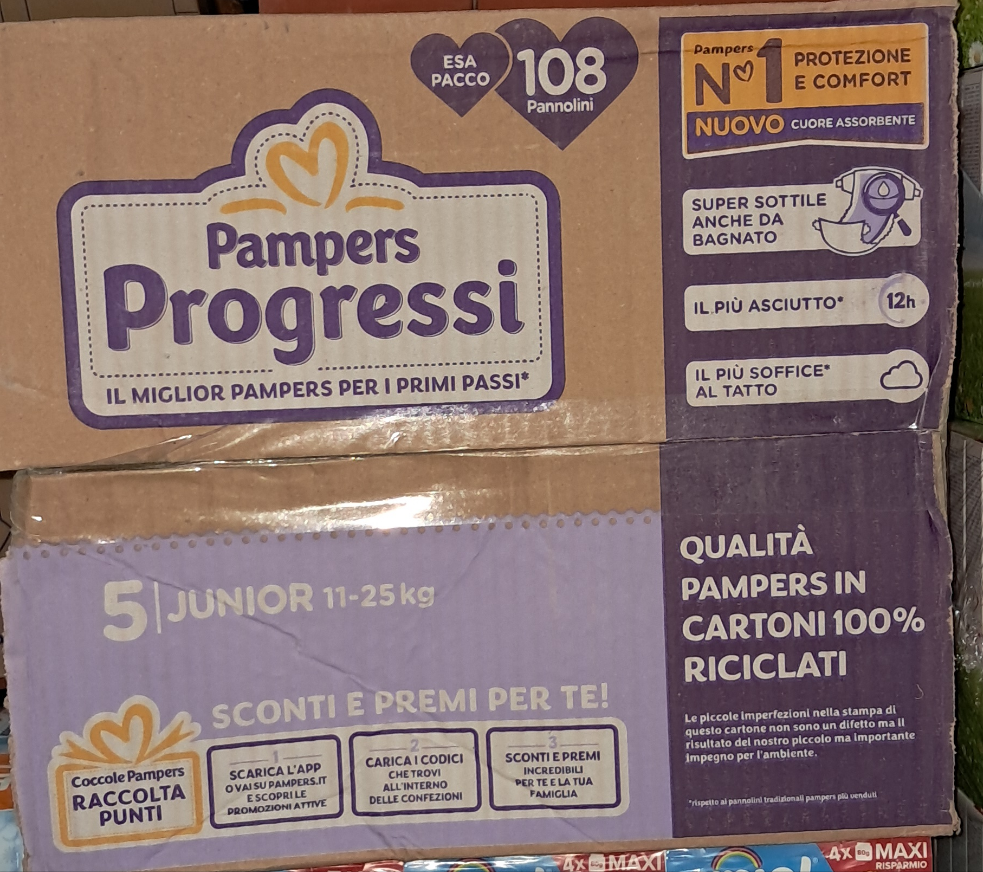 ESA
PACCO
108
Pannolini
Pampers
Progressi
IL MIGLIOR PAMPERS PER I PRIMI PASSI*
Pampers
N°1
PROTEZIONE
E COMFORT
NUOVO CUORE ASSORBENTE
SUPER SOTTILE
ANCHE DA
BAGNATO
IL PIÙ ASCIUTTO*
12h
IL PIÙ SOFFICE*
AL TATTO
5 | JUNIOR 11-25 kg
SCONTI E PREMI PER TE!
Coccole Pampers
RACCOLTA
PUNTI
1
SCARICA L'APP
O VAI SU PAMPERS.IT
E SCOPRI LE
PROMOZIONI ATTIVE
2
CARICA I CODICI
CHE TROVI
ALL'INTERNO
DELLE CONFEZIONI
3
SCONTI E PREMI
INCREDIBILI
PER TE E LA TUA
FAMIGLIA
QUALITÀ
PAMPERS IN
CARTONI 100%
RICICLATI
Le piccole imperfezioni nella stampa di
questo cartone non sono un difetto ma il
risultato del nostro piccolo ma importante
impegno per l'ambiente.
*rispetto ai pannolini tradizionali pampers più venduti
4x 80g MAXI
4x 80g MAXI
RISPARMIO